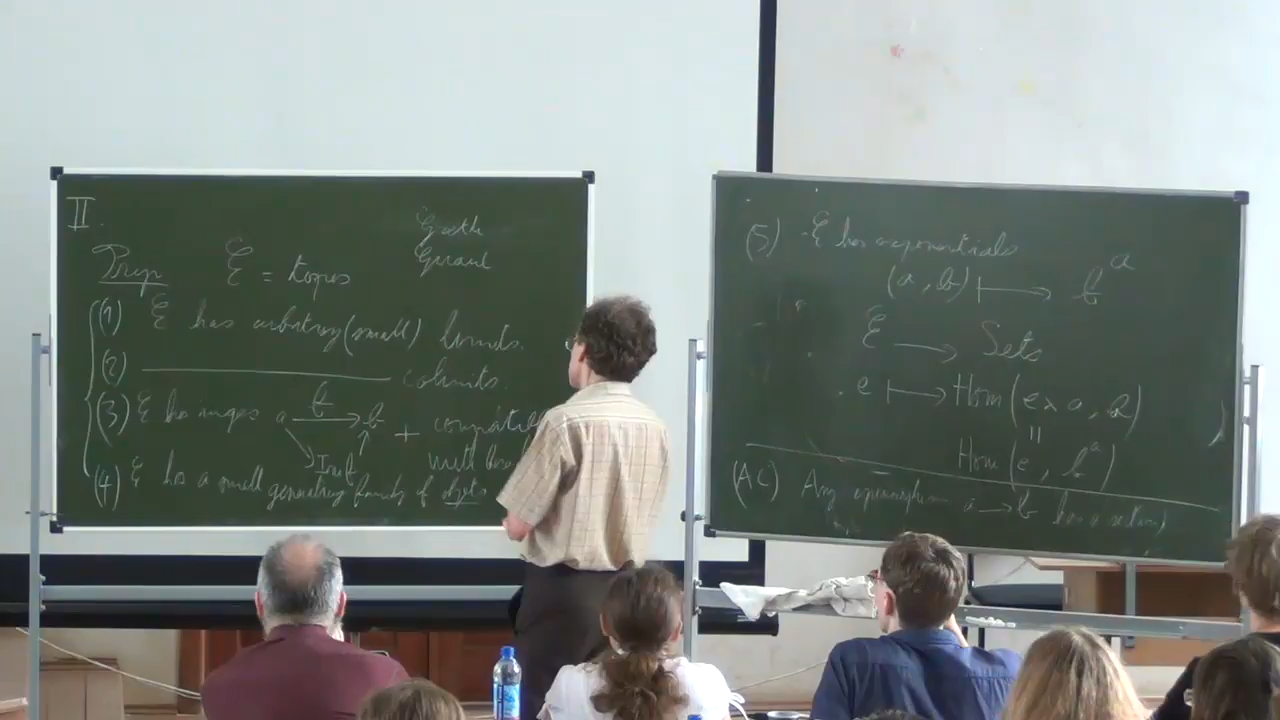 II.
Groth
Giraud
Prop ℰ = topos
(1) ℰ has arbitrary (small) limits.
(2) ——— colimits.
(3) ℰ has images a →^f b + compatible
Im f with base
(4) ℰ has a small generating family of objects
(5) ℰ has exponentials
(a, b) ⟼ b^a
ℰ → Sets
e ⟼ Hom (e × a, b)
=
Hom (e, b^a)
(AC) Any epimorphism a → b has a section